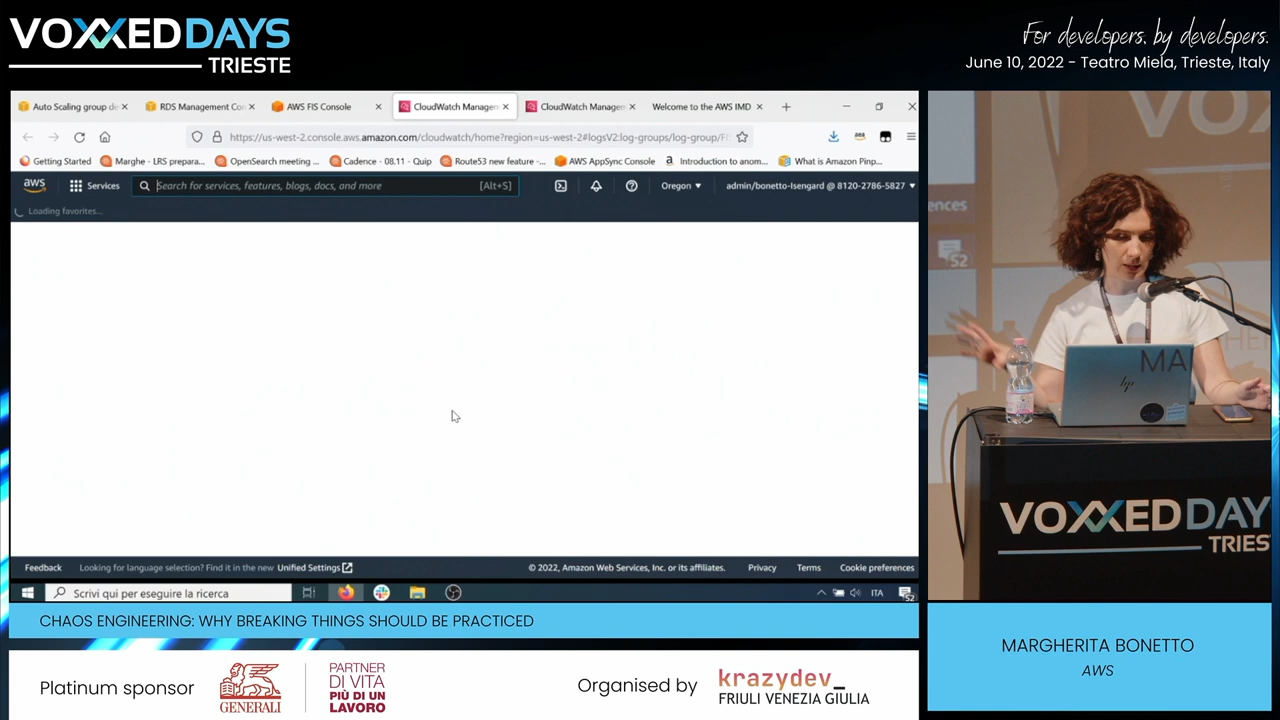 VOXXEDDAYS
TRIESTE
For developers, by developers.
June 10, 2022 - Teatro Miela, Trieste, Italy
Auto Scaling group de
RDS Management Con
AWS FIS Console
CloudWatch Managem
CloudWatch Managem
Welcome to the AWS IMD
https://us-west-2.console.aws.amazon.com/cloudwatch/home?region=us-west-2#logsV2:log-groups/log-group/F
Getting Started
Marghe - LRS prepara...
OpenSearch meeting ...
Cadence - 08.11 - Quip
Route53 new feature -...
AWS AppSync Console
Introduction to anom...
What is Amazon Pinp...
aws
Services
Search for services, features, blogs, docs, and more
[Alt+S]
Oregon
admin/bonetto-Isengard @ 8120-2786-5827
Loading favorites...
Feedback
Looking for language selection? Find it in the new Unified Settings
© 2022, Amazon Web Services, Inc. or its affiliates.
Privacy
Terms
Cookie preferences
Scrivi qui per eseguire la ricerca
ITA
52
VOX
ences
52
MA
hp
VOXXEDDAY
TRIES
CHAOS ENGINEERING: WHY BREAKING THINGS SHOULD BE PRACTICED
MARGHERITA BONETTO
AWS
Platinum sponsor
GENERALI
PARTNER
DI VITA
PIÙ DI UN
LAVORO
Organised by
krazydev_
FRIULI VENEZIA GIULIA